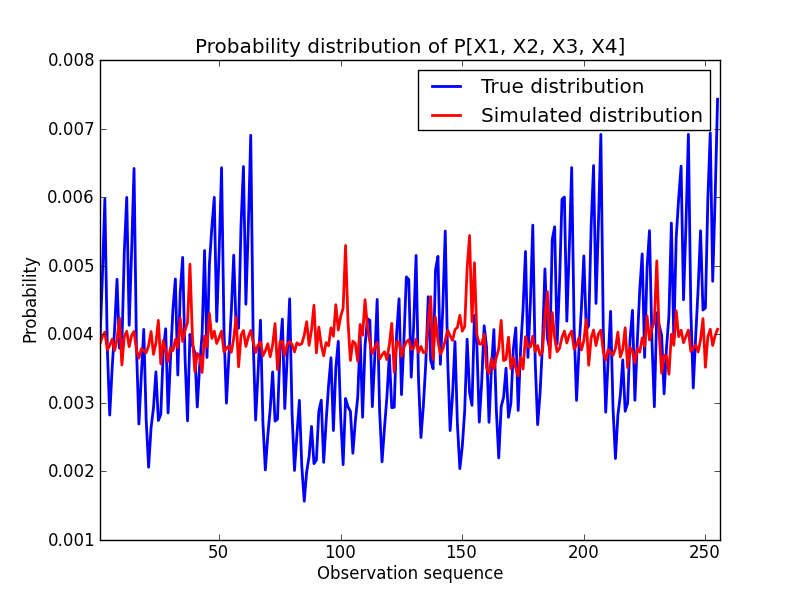 Probability distribution of P[X1, X2, X3, X4]
0.008
0.007
0.006
0.005
0.004
0.003
0.002
0.001
Probability
True distribution
Simulated distribution
50
100
150
200
250
Observation sequence